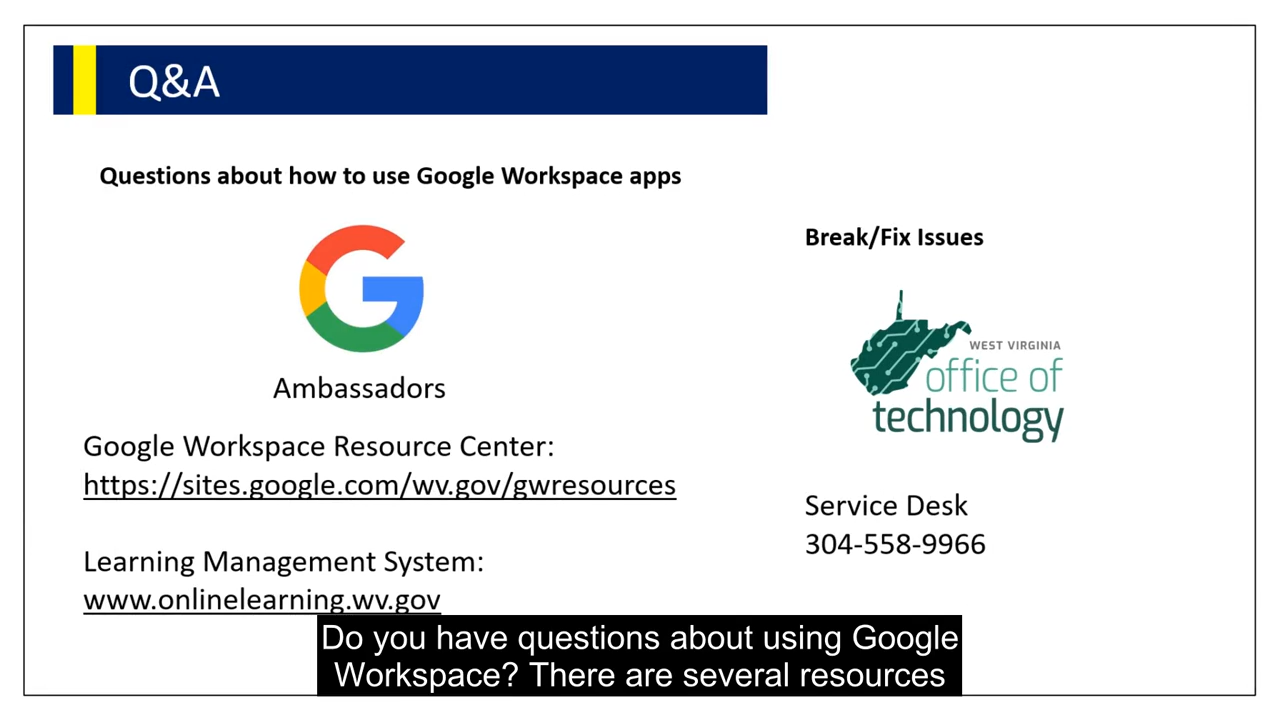 Q&A
Questions about how to use Google Workspace apps
Ambassadors
Google Workspace Resource Center:
https://sites.google.com/wv.gov/gwresources
Learning Management System:
www.onlinelearning.wv.gov
Break/Fix Issues
WEST VIRGINIA
office of
technology
Service Desk
304-558-9966
Do you have questions about using Google
Workspace? There are several resources